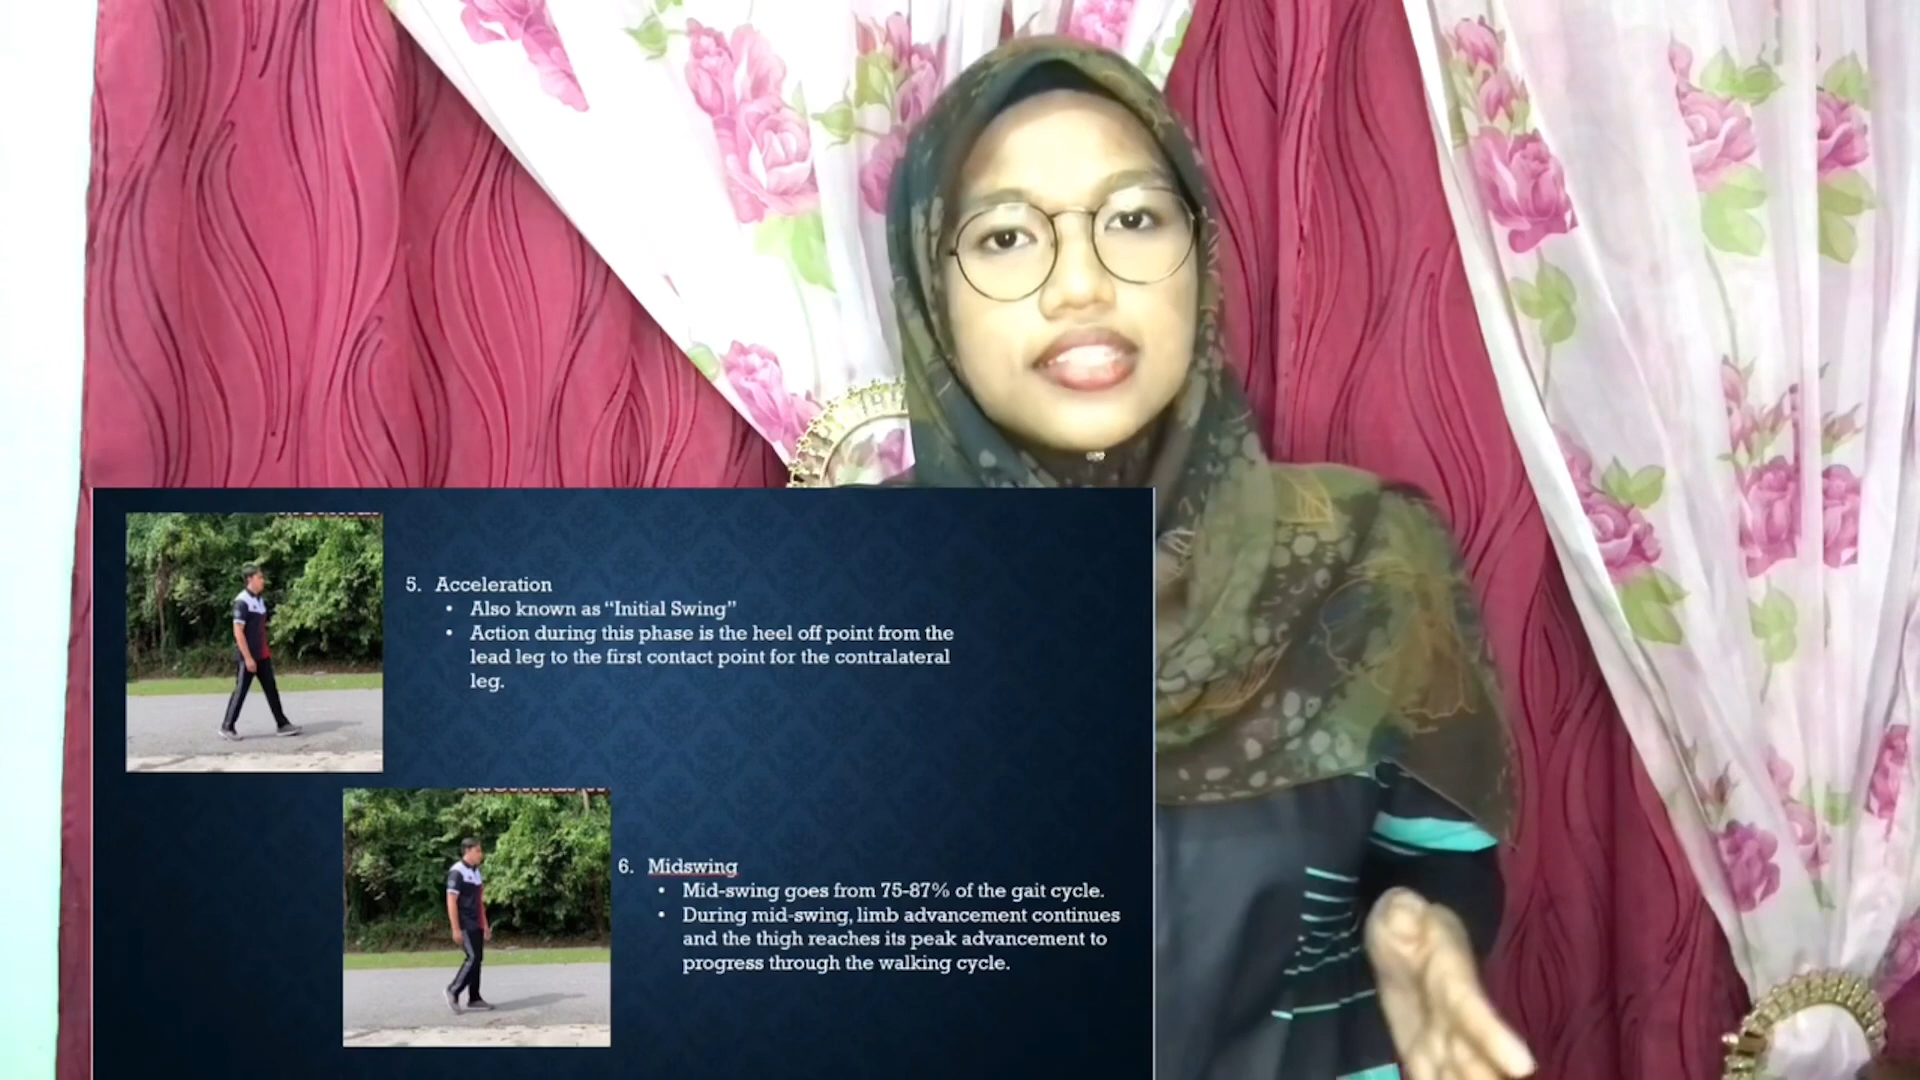 5. Acceleration
• Also known as “Initial Swing”
• Action during this phase is the heel off point from the
lead leg to the first contact point for the contralateral
leg.
6. Midswing
• Mid-swing goes from 75-87% of the gait cycle.
• During mid-swing, limb advancement continues
and the thigh reaches its peak advancement to
progress through the walking cycle.